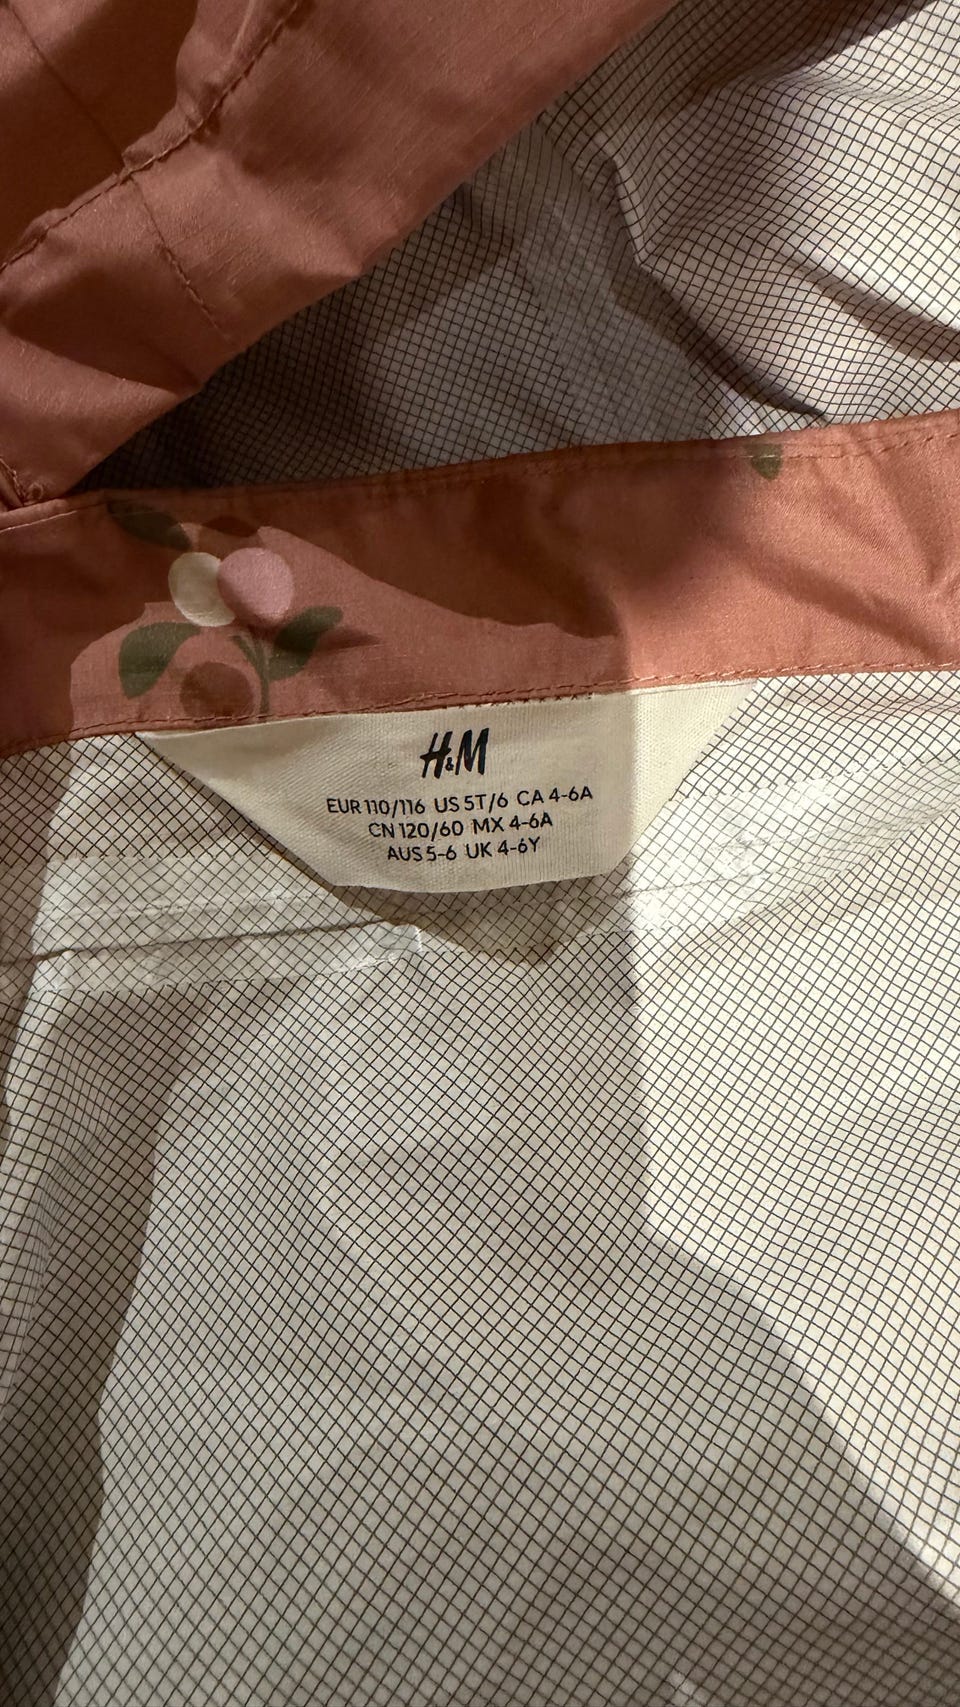 H&M
EUR 110/116 US 5T/6 CA 4-6A
CN 120/60 MX 4-6A
AUS 5-6 UK 4-6Y